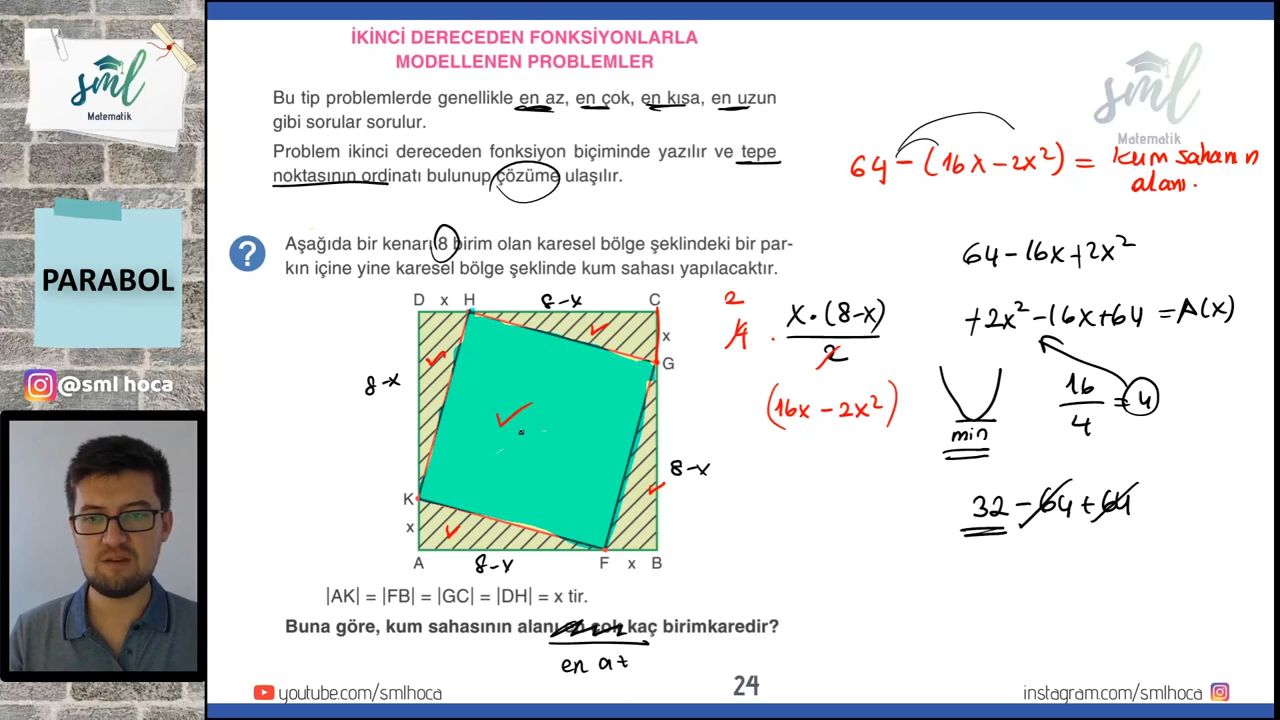 sml
Matematik
PARABOL
@sml hoca
İKİNCİ DERECEDEN FONKSİYONLARLA
MODELLENEN PROBLEMLER
Bu tip problemlerde genellikle en az, en çok, en kısa, en uzun
gibi sorular sorulur.
Problem ikinci dereceden fonksiyon biçiminde yazılır ve tepe
noktasının ordinatı bulunup çözüme ulaşılır.
?
Aşağıda bir kenarı 8 birim olan karesel bölge şeklindeki bir par-
kın içine yine karesel bölge şeklinde kum sahası yapılacaktır.
D x H 8-x C
x
G
8-x
8-x
K
x
A 8-x F x B
|AK| = |FB| = |GC| = |DH| = x tir.
Buna göre, kum sahasının alanı en çok kaç birimkaredir?
en az
2
4 . x.(8-x)
2
(16x - 2x²)
sml
Matematik
64 - (16x - 2x²) = kum sahanın
alanı.
64 - 16x + 2x²
+2x² - 16x + 64 = A(x)
min
16
4
= 4
32 - 64 + 64
youtube.com/smlhoca
24
instagram.com/smlhoca